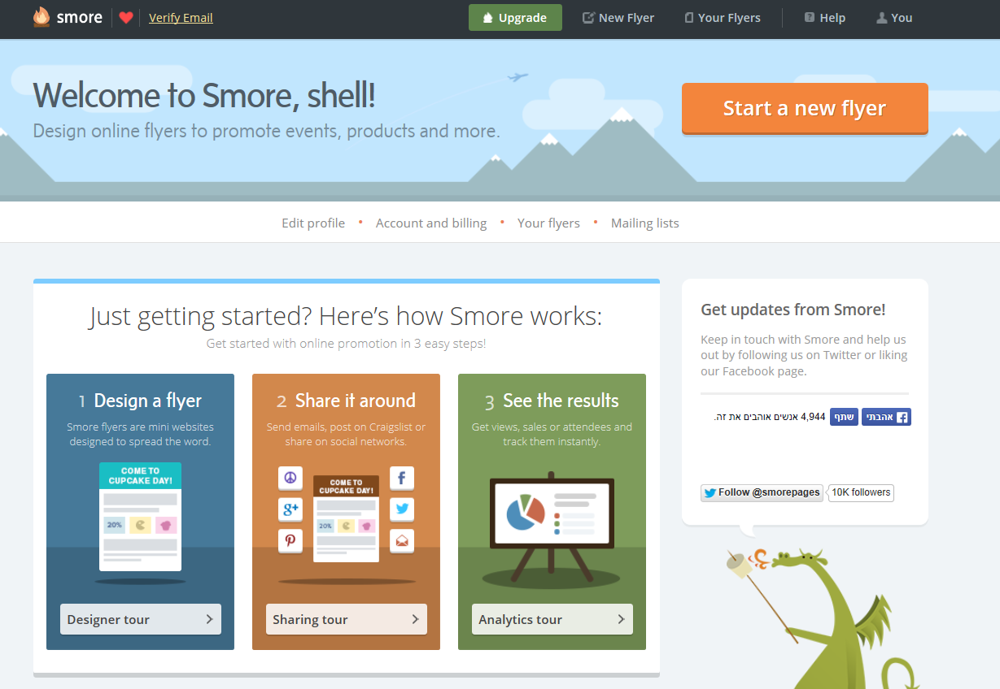 smore
Verify Email
Upgrade
New Flyer
Your Flyers
Help
You
Welcome to Smore, shell!
Design online flyers to promote events, products and more.
Start a new flyer
Edit profile • Account and billing • Your flyers • Mailing lists
Just getting started? Here's how Smore works:
Get started with online promotion in 3 easy steps!
1 Design a flyer
Smore flyers are mini websites
designed to spread the word.
COME TO
CUPCAKE DAY!
20%
Designer tour
2 Share it around
Send emails, post on Craigslist or
share on social networks.
COME TO
CUPCAKE DAY!
20%
Sharing tour
3 See the results
Get views, sales or attendees and
track them instantly.
Analytics tour
Get updates from Smore!
Keep in touch with Smore and help us
out by following us on Twitter or liking
our Facebook page.
אהבתי שתף 4,944 אנשים אוהבים את זה.
Follow @smorepages 10K followers